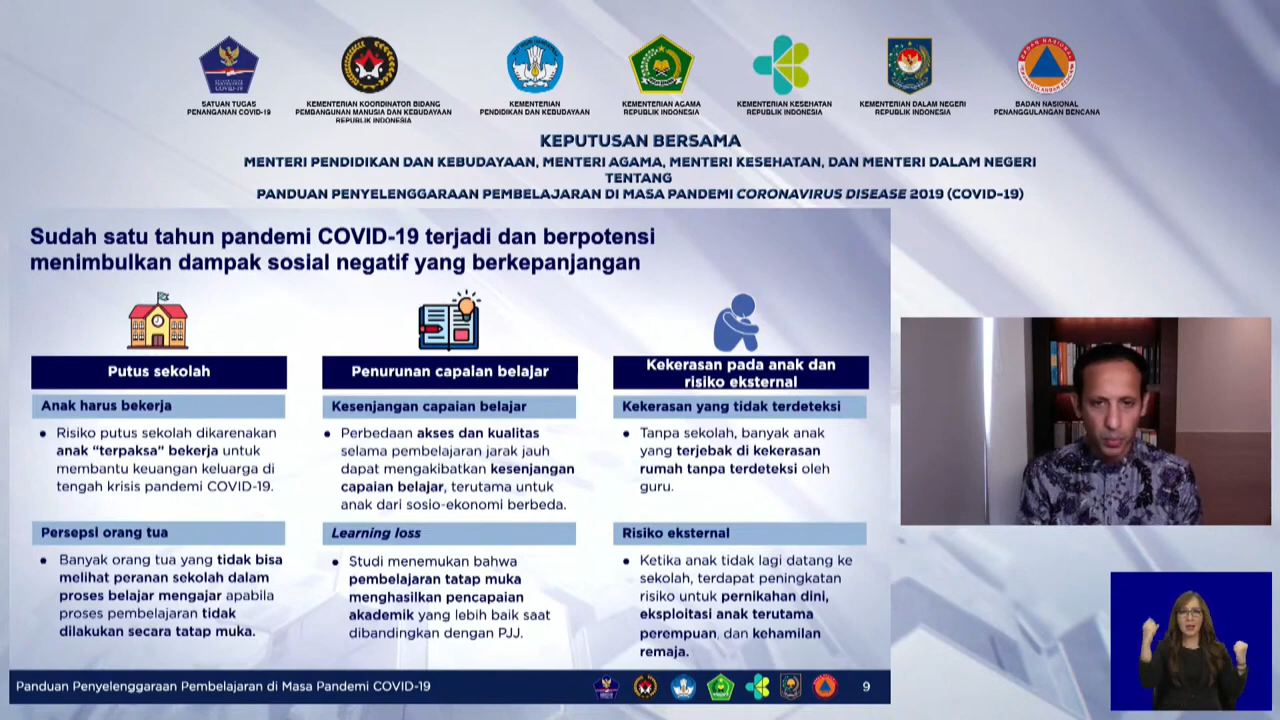 SATUAN TUGAS
PENANGANAN COVID-19
KEMENTERIAN KOORDINATOR BIDANG
PEMBANGUNAN MANUSIA DAN KEBUDAYAAN
REPUBLIK INDONESIA
KEMENTERIAN
PENDIDIKAN DAN KEBUDAYAAN
KEMENTERIAN AGAMA
REPUBLIK INDONESIA
KEMENTERIAN KESEHATAN
REPUBLIK INDONESIA
KEMENTERIAN DALAM NEGERI
REPUBLIK INDONESIA
BADAN NASIONAL
PENANGGULANGAN BENCANA
KEPUTUSAN BERSAMA
MENTERI PENDIDIKAN DAN KEBUDAYAAN, MENTERI AGAMA, MENTERI KESEHATAN, DAN MENTERI DALAM NEGERI
TENTANG
PANDUAN PENYELENGGARAAN PEMBELAJARAN DI MASA PANDEMI CORONAVIRUS DISEASE 2019 (COVID-19)
Sudah satu tahun pandemi COVID-19 terjadi dan berpotensi
menimbulkan dampak sosial negatif yang berkepanjangan
Putus sekolah
Anak harus bekerja
• Risiko putus sekolah dikarenakan
anak “terpaksa” bekerja untuk
membantu keuangan keluarga di
tengah krisis pandemi COVID-19.
Persepsi orang tua
• Banyak orang tua yang tidak bisa
melihat peranan sekolah dalam
proses belajar mengajar apabila
proses pembelajaran tidak
dilakukan secara tatap muka.
Penurunan capaian belajar
Kesenjangan capaian belajar
• Perbedaan akses dan kualitas
selama pembelajaran jarak jauh
dapat mengakibatkan kesenjangan
capaian belajar, terutama untuk
anak dari sosio-ekonomi berbeda.
Learning loss
• Studi menemukan bahwa
pembelajaran tatap muka
menghasilkan pencapaian
akademik yang lebih baik saat
dibandingkan dengan PJJ.
Kekerasan pada anak dan
risiko eksternal
Kekerasan yang tidak terdeteksi
• Tanpa sekolah, banyak anak
yang terjebak di kekerasan
rumah tanpa terdeteksi oleh
guru.
Risiko eksternal
• Ketika anak tidak lagi datang ke
sekolah, terdapat peningkatan
risiko untuk pernikahan dini,
eksploitasi anak terutama
perempuan, dan kehamilan
remaja.
Panduan Penyelenggaraan Pembelajaran di Masa Pandemi COVID-19
9